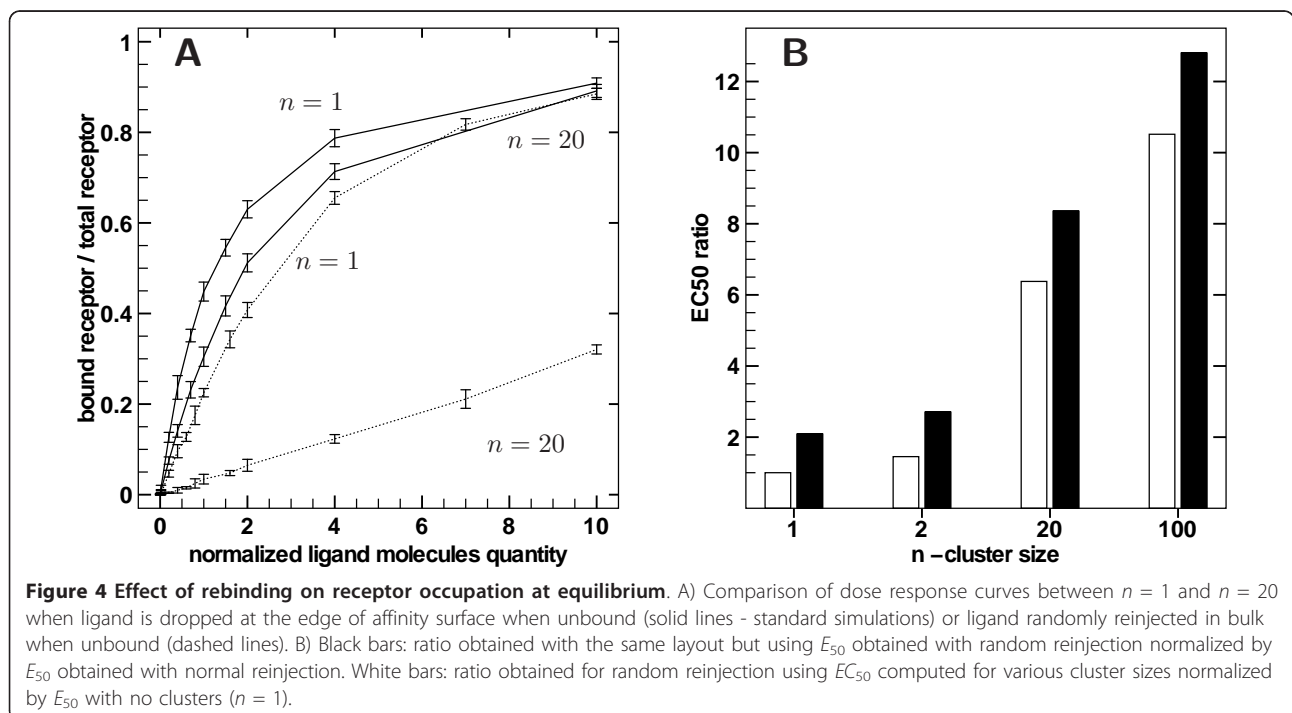 A
B
1
0.8
0.6
0.4
0.2
0
0
2
4
6
8
10
bound receptor / total receptor
normalized ligand molecules quantity
n = 1
n = 20
n = 1
n = 20
12
10
8
6
4
2
EC50 ratio
1
2
20
100
n –cluster size
Figure 4 Effect of rebinding on receptor occupation at equilibrium. A) Comparison of dose response curves between n = 1 and n = 20
when ligand is dropped at the edge of affinity surface when unbound (solid lines - standard simulations) or ligand randomly reinjected in bulk
when unbound (dashed lines). B) Black bars: ratio obtained with the same layout but using E50 obtained with random reinjection normalized by
E50 obtained with normal reinjection. White bars: ratio obtained for random reinjection using EC50 computed for various cluster sizes normalized
by E50 with no clusters (n = 1).